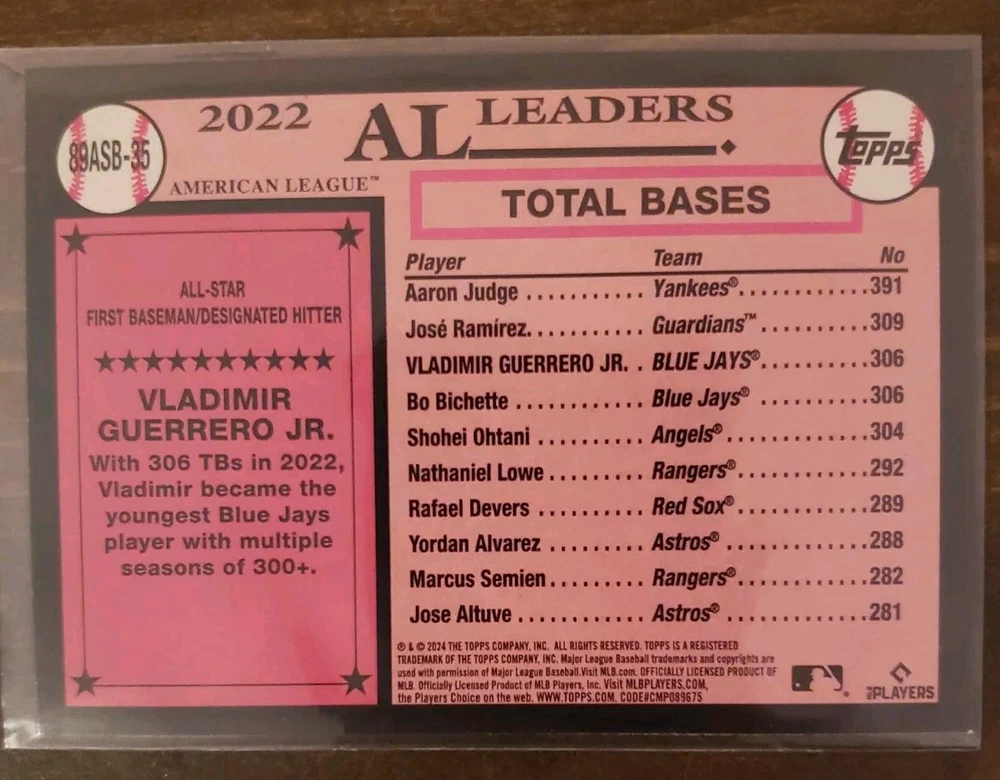 89ASB-35
2022 AL LEADERS
AMERICAN LEAGUE™
Topps
TOTAL BASES
ALL-STAR
FIRST BASEMAN/DESIGNATED HITTER
VLADIMIR
GUERRERO JR.
With 306 TBs in 2022,
Vladimir became the
youngest Blue Jays
player with multiple
seasons of 300+.
Player Team No
Aaron Judge ........... Yankees®............391
José Ramírez........... Guardians™..........309
VLADIMIR GUERRERO JR. . BLUE JAYS®..........306
Bo Bichette ............ Blue Jays® ..........306
Shohei Ohtani .......... Angels®.............304
Nathaniel Lowe ......... Rangers®............292
Rafael Devers .......... Red Sox®............289
Yordan Alvarez ......... Astros® .............288
Marcus Semien......... Rangers®............282
Jose Altuve ............ Astros® .............281
® & © 2024 THE TOPPS COMPANY, INC. ALL RIGHTS RESERVED. TOPPS IS A REGISTERED
TRADEMARK OF THE TOPPS COMPANY, INC. Major League Baseball trademarks and copyrights are
used with permission of Major League Baseball. Visit MLB.com. OFFICIALLY LICENSED PRODUCT OF
MLB. Officially Licensed Product of MLB Players, Inc. Visit MLBPLAYERS.COM,
the Players Choice on the web. WWW.TOPPS.COM. CODE#CMP089675
PLAYERS